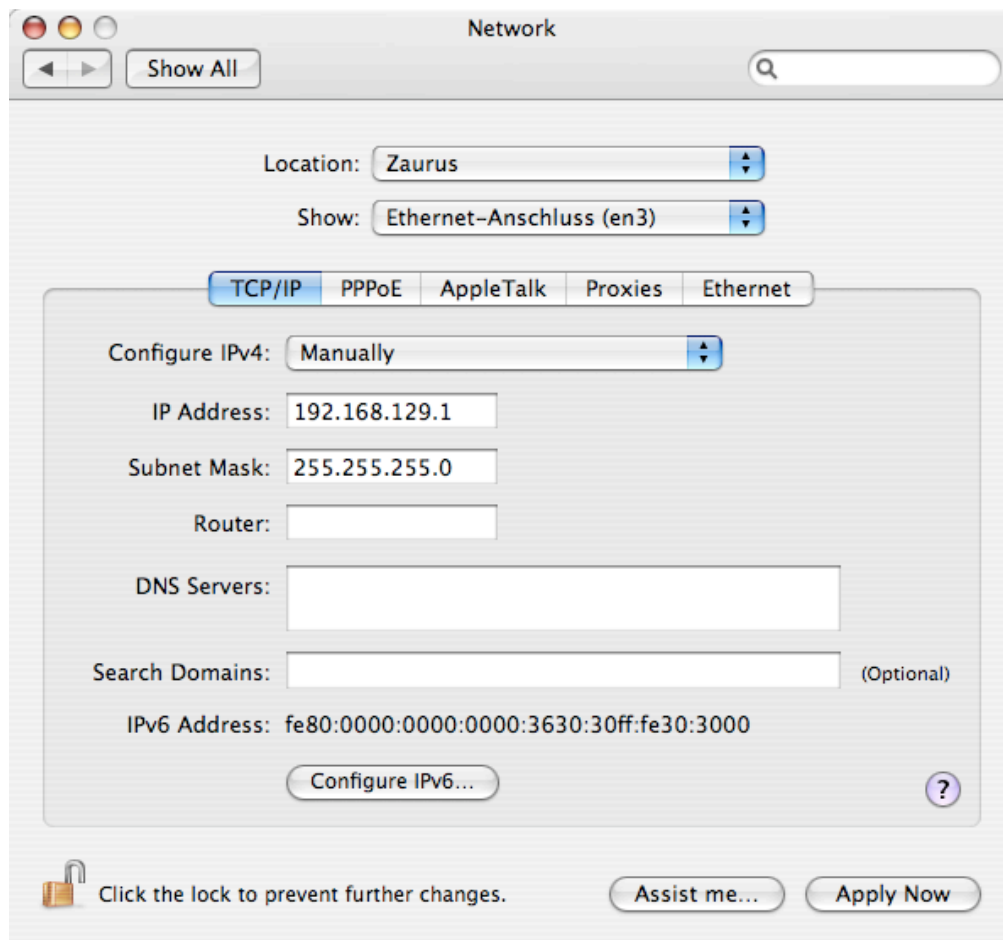 Network
Show All
Location: Zaurus
Show: Ethernet-Anschluss (en3)
TCP/IP PPPoE AppleTalk Proxies Ethernet
Configure IPv4: Manually
IP Address: 192.168.129.1
Subnet Mask: 255.255.255.0
Router:
DNS Servers:
Search Domains: (Optional)
IPv6 Address: fe80:0000:0000:0000:3630:30ff:fe30:3000
Configure IPv6...
?
Click the lock to prevent further changes. Assist me... Apply Now